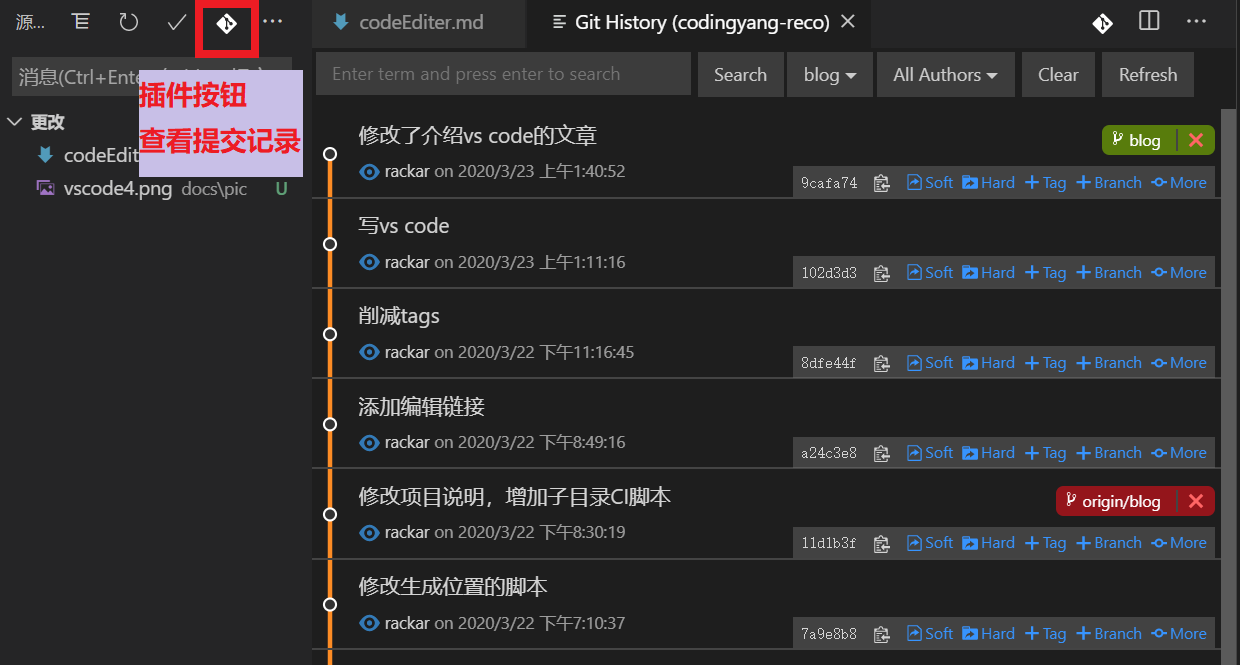 源...
消息(Ctrl+Ente
插件按钮
查看提交记录
更改
codeEdit
vscode4.png docs\pic U
codeEditer.md
Git History (codingyang-reco)
Enter term and press enter to search
Search
blog
All Authors
Clear
Refresh
修改了介绍vs code的文章
blog
rackar on 2020/3/23 上午1:40:52
9cafa74 Soft Hard Tag Branch More
写vs code
rackar on 2020/3/23 上午1:11:16
102d3d3 Soft Hard Tag Branch More
削减tags
rackar on 2020/3/22 下午11:16:45
8dfe44f Soft Hard Tag Branch More
添加编辑链接
rackar on 2020/3/22 下午8:49:16
a24c3e8 Soft Hard Tag Branch More
修改项目说明，增加子目录CI脚本
origin/blog
rackar on 2020/3/22 下午8:30:19
11d1b3f Soft Hard Tag Branch More
修改生成位置的脚本
rackar on 2020/3/22 下午7:10:37
7a9e8b8 Soft Hard Tag Branch More